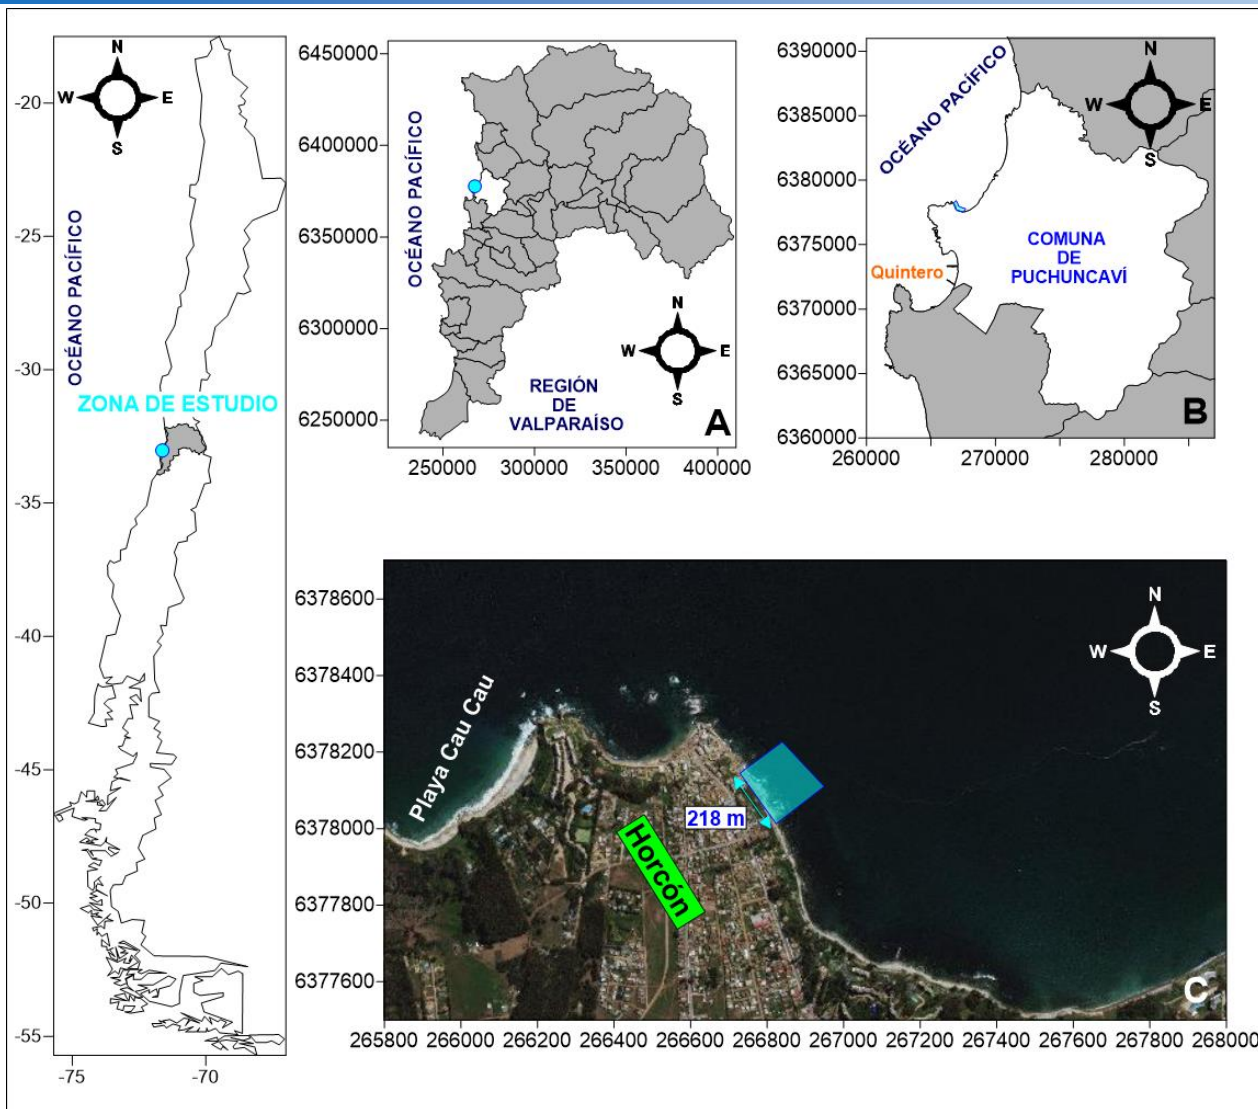 N
W E
S
-20
-25
-30
-35
-40
-45
-50
-55
-75 -70
OCÉANO PACÍFICO
ZONA DE ESTUDIO
6450000
6400000
6350000
6300000
6250000
250000 300000 350000 400000
OCÉANO PACÍFICO
N
W E
S
REGIÓN
DE
VALPARAÍSO
A
6390000
6385000
6380000
6375000
6370000
6365000
6360000
260000 270000 280000
OCÉANO PACÍFICO
N
W E
S
COMUNA
DE
PUCHUNCAVÍ
Quintero
B
6378600
6378400
6378200
6378000
6377800
6377600
265800 266000 266200 266400 266600 266800 267000 267200 267400 267600 267800 268000
N
W E
S
Playa Cau Cau
218 m
Horcón
C